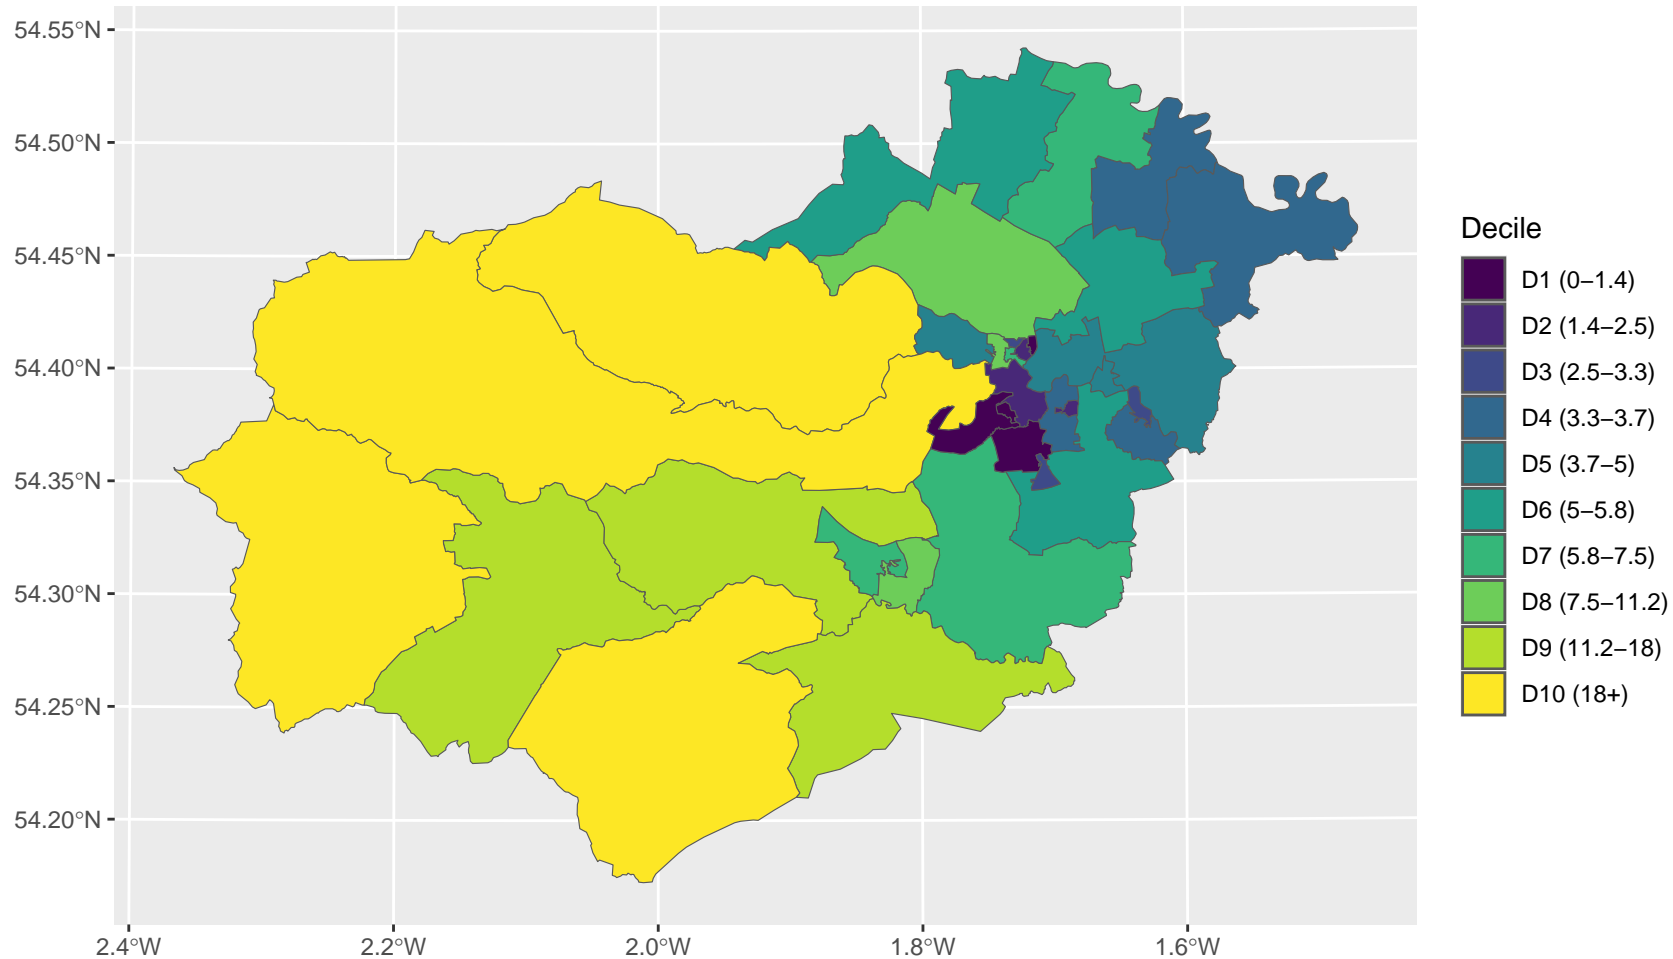 54.55°N
54.50°N
54.45°N
54.40°N
54.35°N
54.30°N
54.25°N
54.20°N
2.4°W
2.2°W
2.0°W
1.8°W
1.6°W
Decile
D1 (0–1.4)
D2 (1.4–2.5)
D3 (2.5–3.3)
D4 (3.3–3.7)
D5 (3.7–5)
D6 (5–5.8)
D7 (5.8–7.5)
D8 (7.5–11.2)
D9 (11.2–18)
D10 (18+)